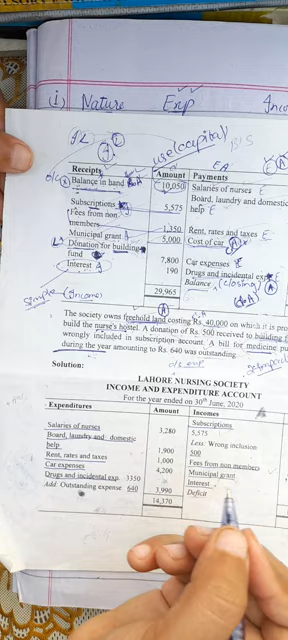 (i) Nature Exp
use (capital)
Receipts Amount Payments
Balance in hand 10,050 Salaries of nurses E
Board, laundry and domestic
Subscriptions 5,575 help E
Fees from non
members 1,350 Rent, rates and taxes E
Municipal grant 5,000 Cost of car A
Donation for building
fund 7,800 Car expenses E
Interest 190 Drugs and incidental exp E
Balance (closing)
29,965
The society owns freehold land costing Rs. 40,000 on which it is
build the nurse's hostel. A donation of Rs. 500 received to building
wrongly included in subscription account. A bill for medicine
during the year amounting to Rs. 640 was outstanding.
Solution:
LAHORE NURSING SOCIETY
INCOME AND EXPENDITURE ACCOUNT
For the year ended on 30th June, 2020
Expenditures Amount Incomes
Salaries of nurses 3,280 Subscriptions
Board, laundry and domestic 5,575
help 1,900 Less: Wrong inclusion
Rent, rates and taxes 1,000 500
Car expenses 4,200 Fees from non members
Drugs and incidental exp. 3350 Municipal grant
Add: Outstanding expense 640 3,990 Interest
14,370 Deficit